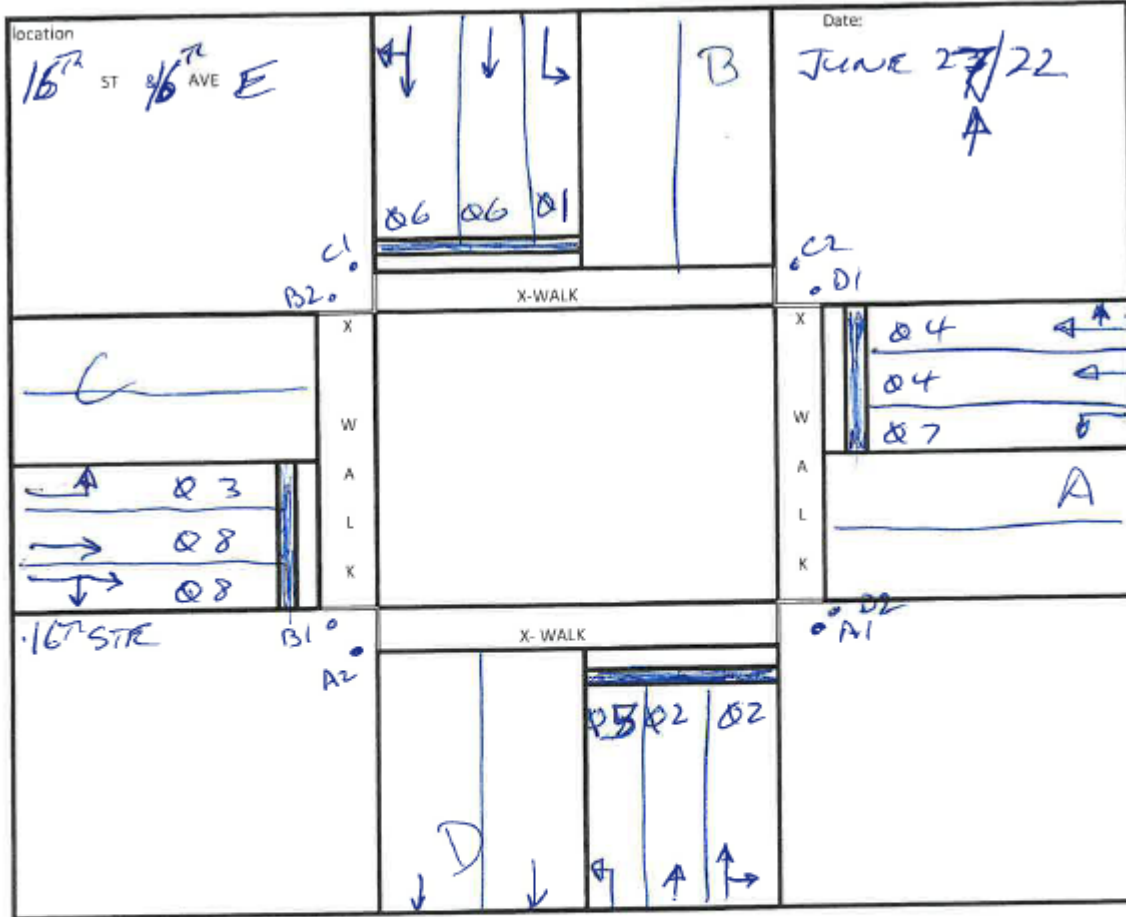 location
16TH ST & 16TH AVE E
Date:
JUNE 27/22
B
Ø6 Ø6 Ø1
C1
B2
C2
D1
X-WALK
X
W
A
L
K
X
W
A
L
K
C
Ø3
Ø8
Ø8
Ø4
Ø4
Ø7
A
16TH STR
B1
A2
X- WALK
D2
A1
Ø5 Ø2 Ø2
D